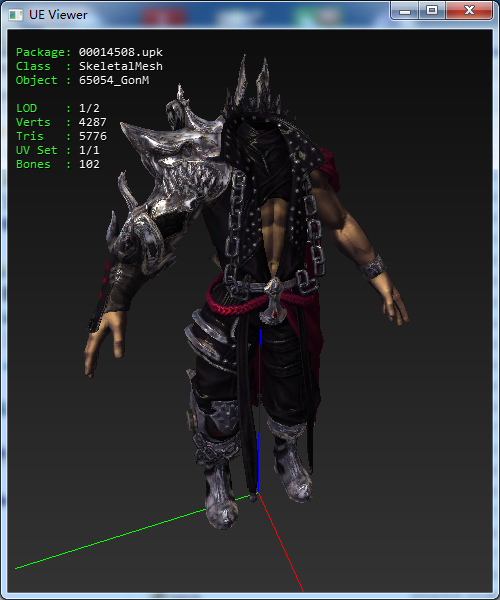 UE Viewer
Package: 00014508.upk
Class : SkeletalMesh
Object : 65054_GonM
LOD : 1/2
Verts : 4287
Tris : 5776
UV Set : 1/1
Bones : 102